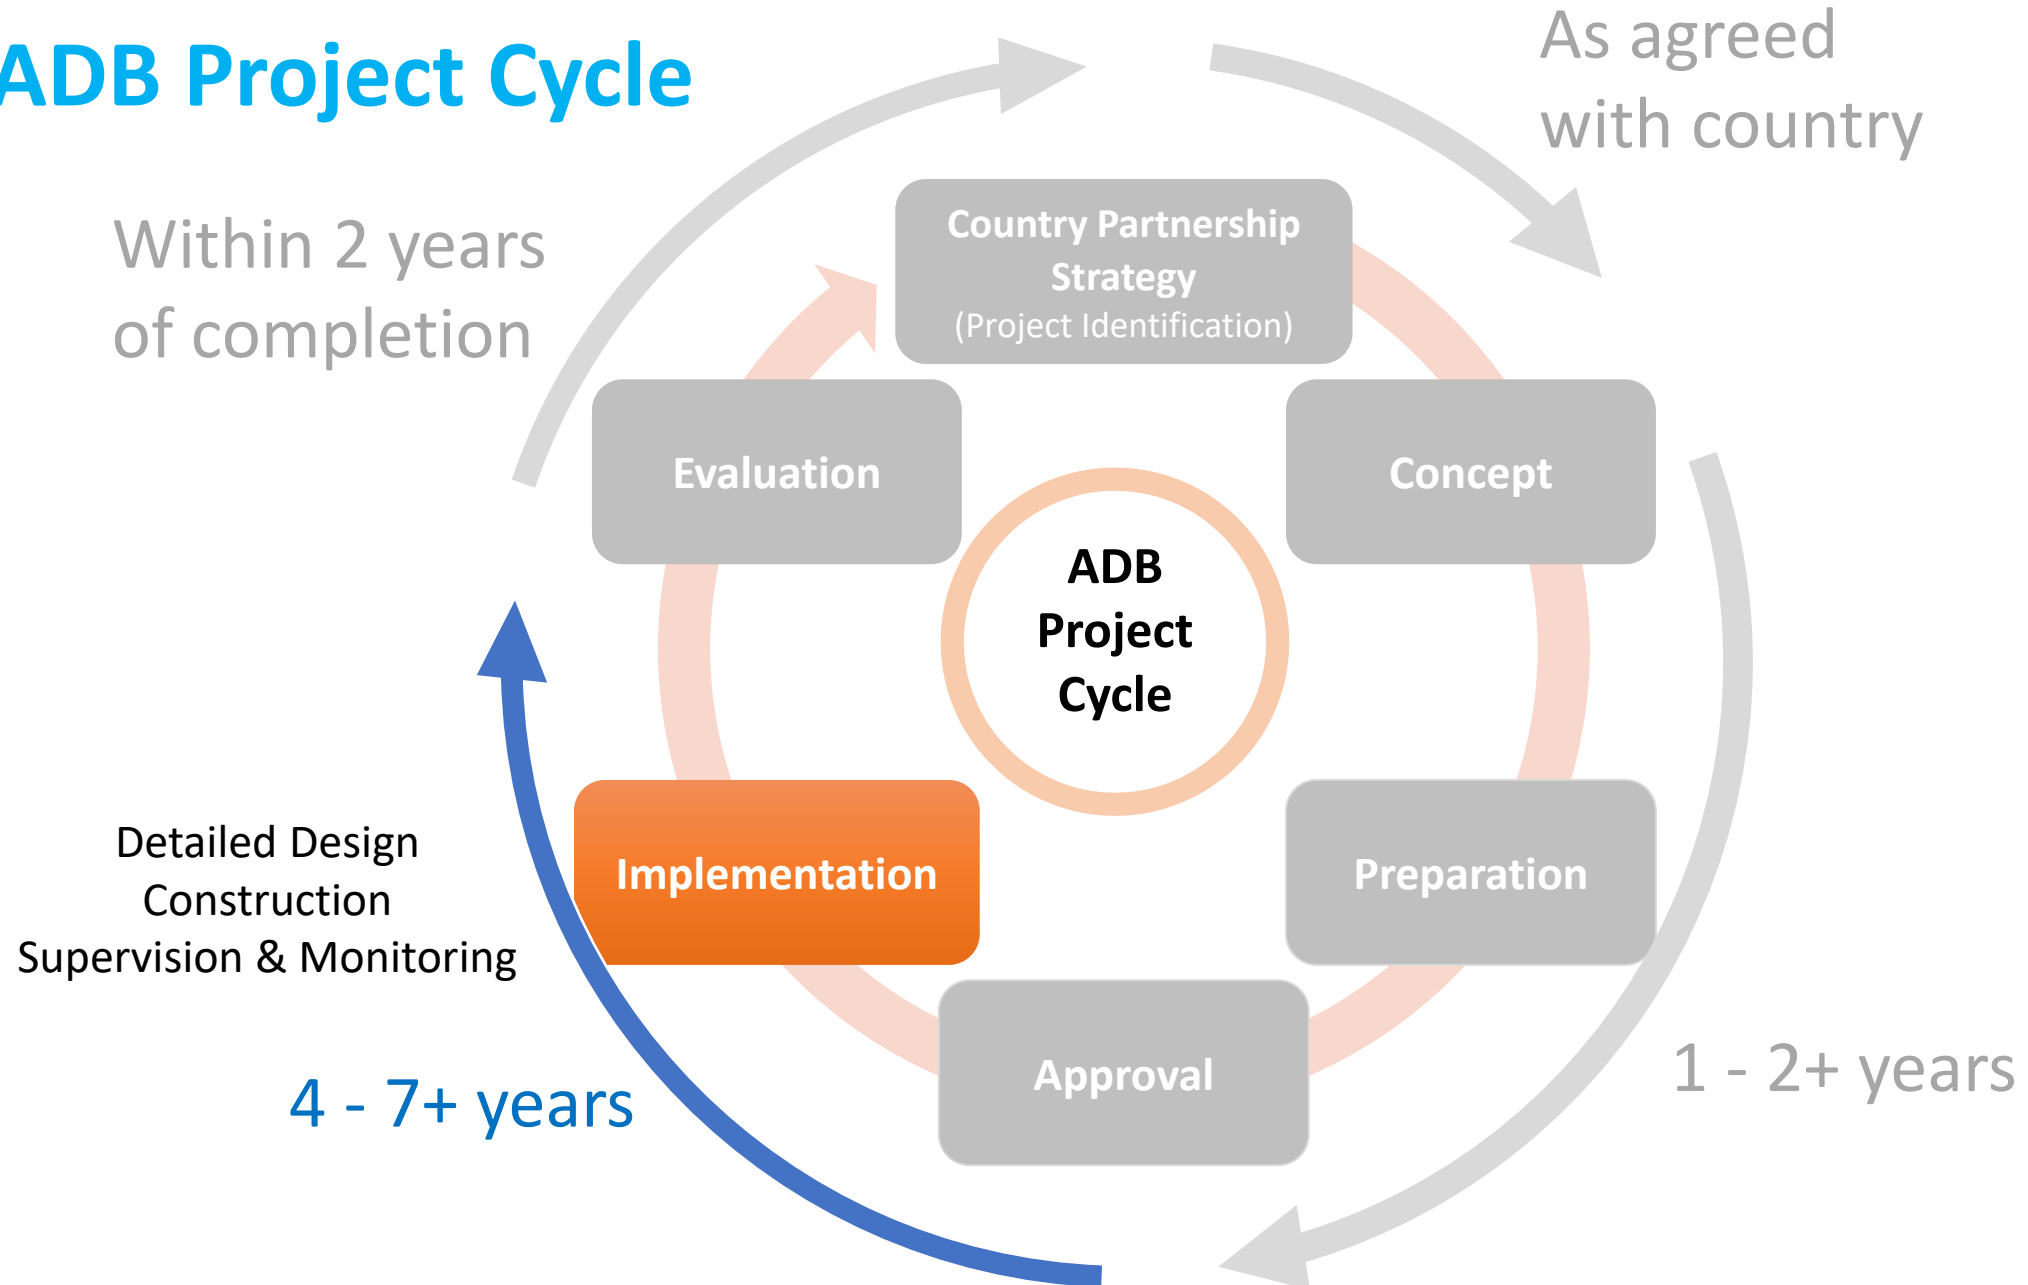 ADB Project Cycle
As agreed
with country
Within 2 years
of completion
Country Partnership
Strategy
(Project Identification)
Evaluation
Concept
ADB
Project
Cycle
Detailed Design
Construction
Supervision & Monitoring
Implementation
Preparation
Approval
4 - 7+ years
1 - 2+ years